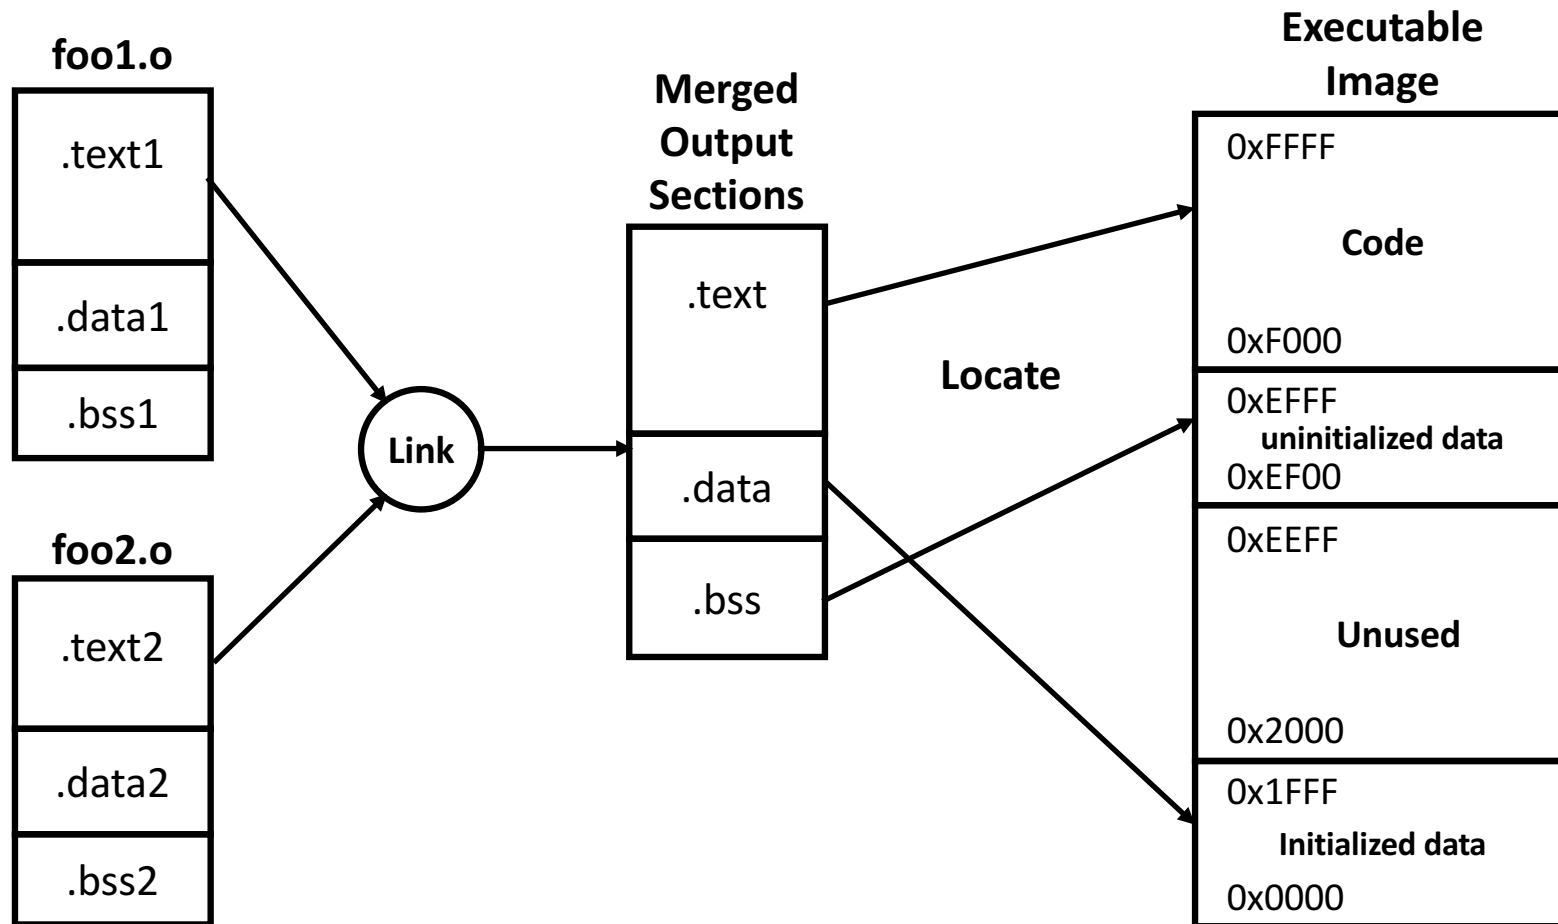 foo1.o
.text1
.data1
.bss1
foo2.o
.text2
.data2
.bss2
Link
Merged
Output
Sections
.text
.data
.bss
Locate
Executable
Image
0xFFFF
Code
0xF000
0xEFFF
uninitialized data
0xEF00
0xEEFF
Unused
0x2000
0x1FFF
Initialized data
0x0000